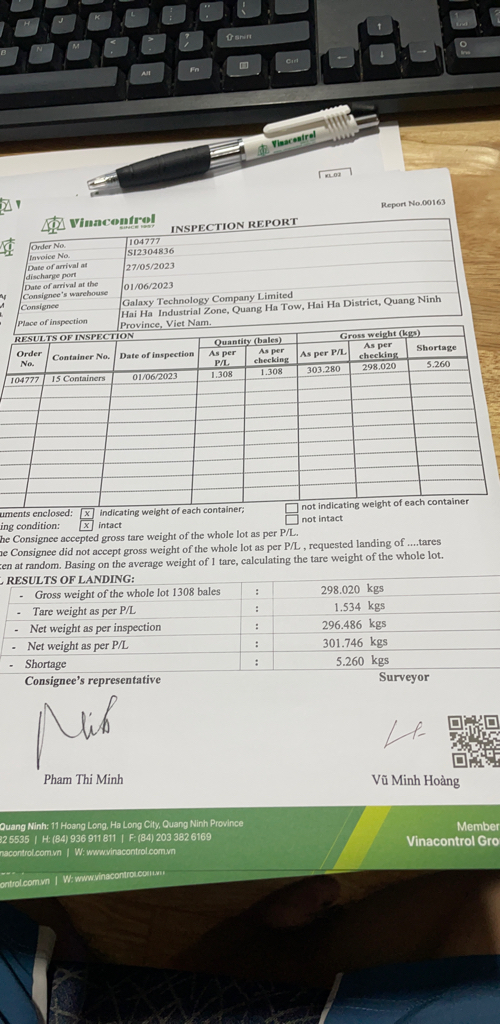 Shift
Alt
Fn
Ctrl
Vinacontrol
KL.02
Report No.00163
Vinacontrol
SINCE 1957
INSPECTION REPORT
Order No. 104777
Invoice No. SI2304836
Date of arrival at discharge port 27/05/2023
Date of arrival at the Consignee's warehouse 01/06/2023
Consignee Galaxy Technology Company Limited
Place of inspection Hai Ha Industrial Zone, Quang Ha Tow, Hai Ha District, Quang Ninh
Province, Viet Nam.
RESULTS OF INSPECTION
Quantity (bales) Gross weight (kgs)
Order No. Container No. Date of inspection As per P/L As per checking As per P/L As per checking Shortage
104777 15 Containers 01/06/2023 1.308 1.308 303.280 298.020 5.260
uments enclosed: x indicating weight of each container; not indicating weight of each container
ing condition: x intact not intact
he Consignee accepted gross tare weight of the whole lot as per P/L.
he Consignee did not accept gross weight of the whole lot as per P/L , requested landing of ....tares
en at random. Basing on the average weight of 1 tare, calculating the tare weight of the whole lot.
RESULTS OF LANDING:
- Gross weight of the whole lot 1308 bales : 298.020 kgs
- Tare weight as per P/L : 1.534 kgs
- Net weight as per inspection : 296.486 kgs
- Net weight as per P/L : 301.746 kgs
- Shortage : 5.260 kgs
Consignee's representative Surveyor
Pham Thi Minh Vũ Minh Hoàng
Quang Ninh: 11 Hoang Long, Ha Long City, Quang Ninh Province
32 5535 | H: (84) 936 911 811 | F: (84) 203 382 6169
nacontrol.com.vn | W: www.vinacontrol.com.vn
Member
Vinacontrol Gro
ontrol.com.vn | W: www.vinacontrol.com.vn